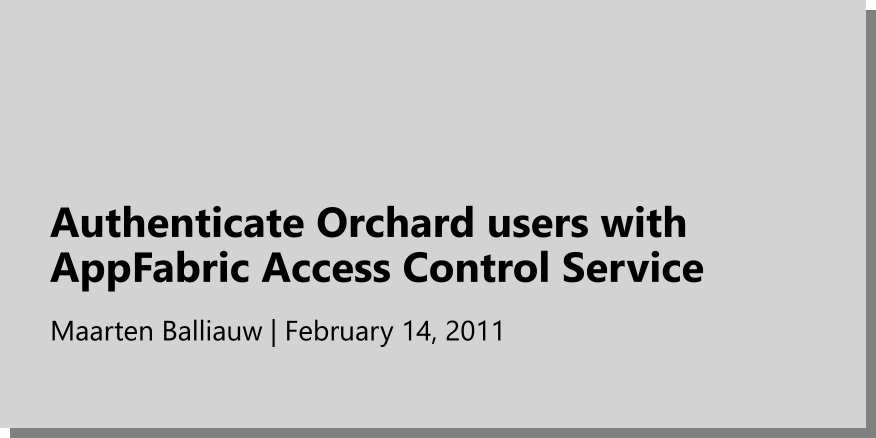 Authenticate Orchard users with
AppFabric Access Control Service
Maarten Balliauw | February 14, 2011